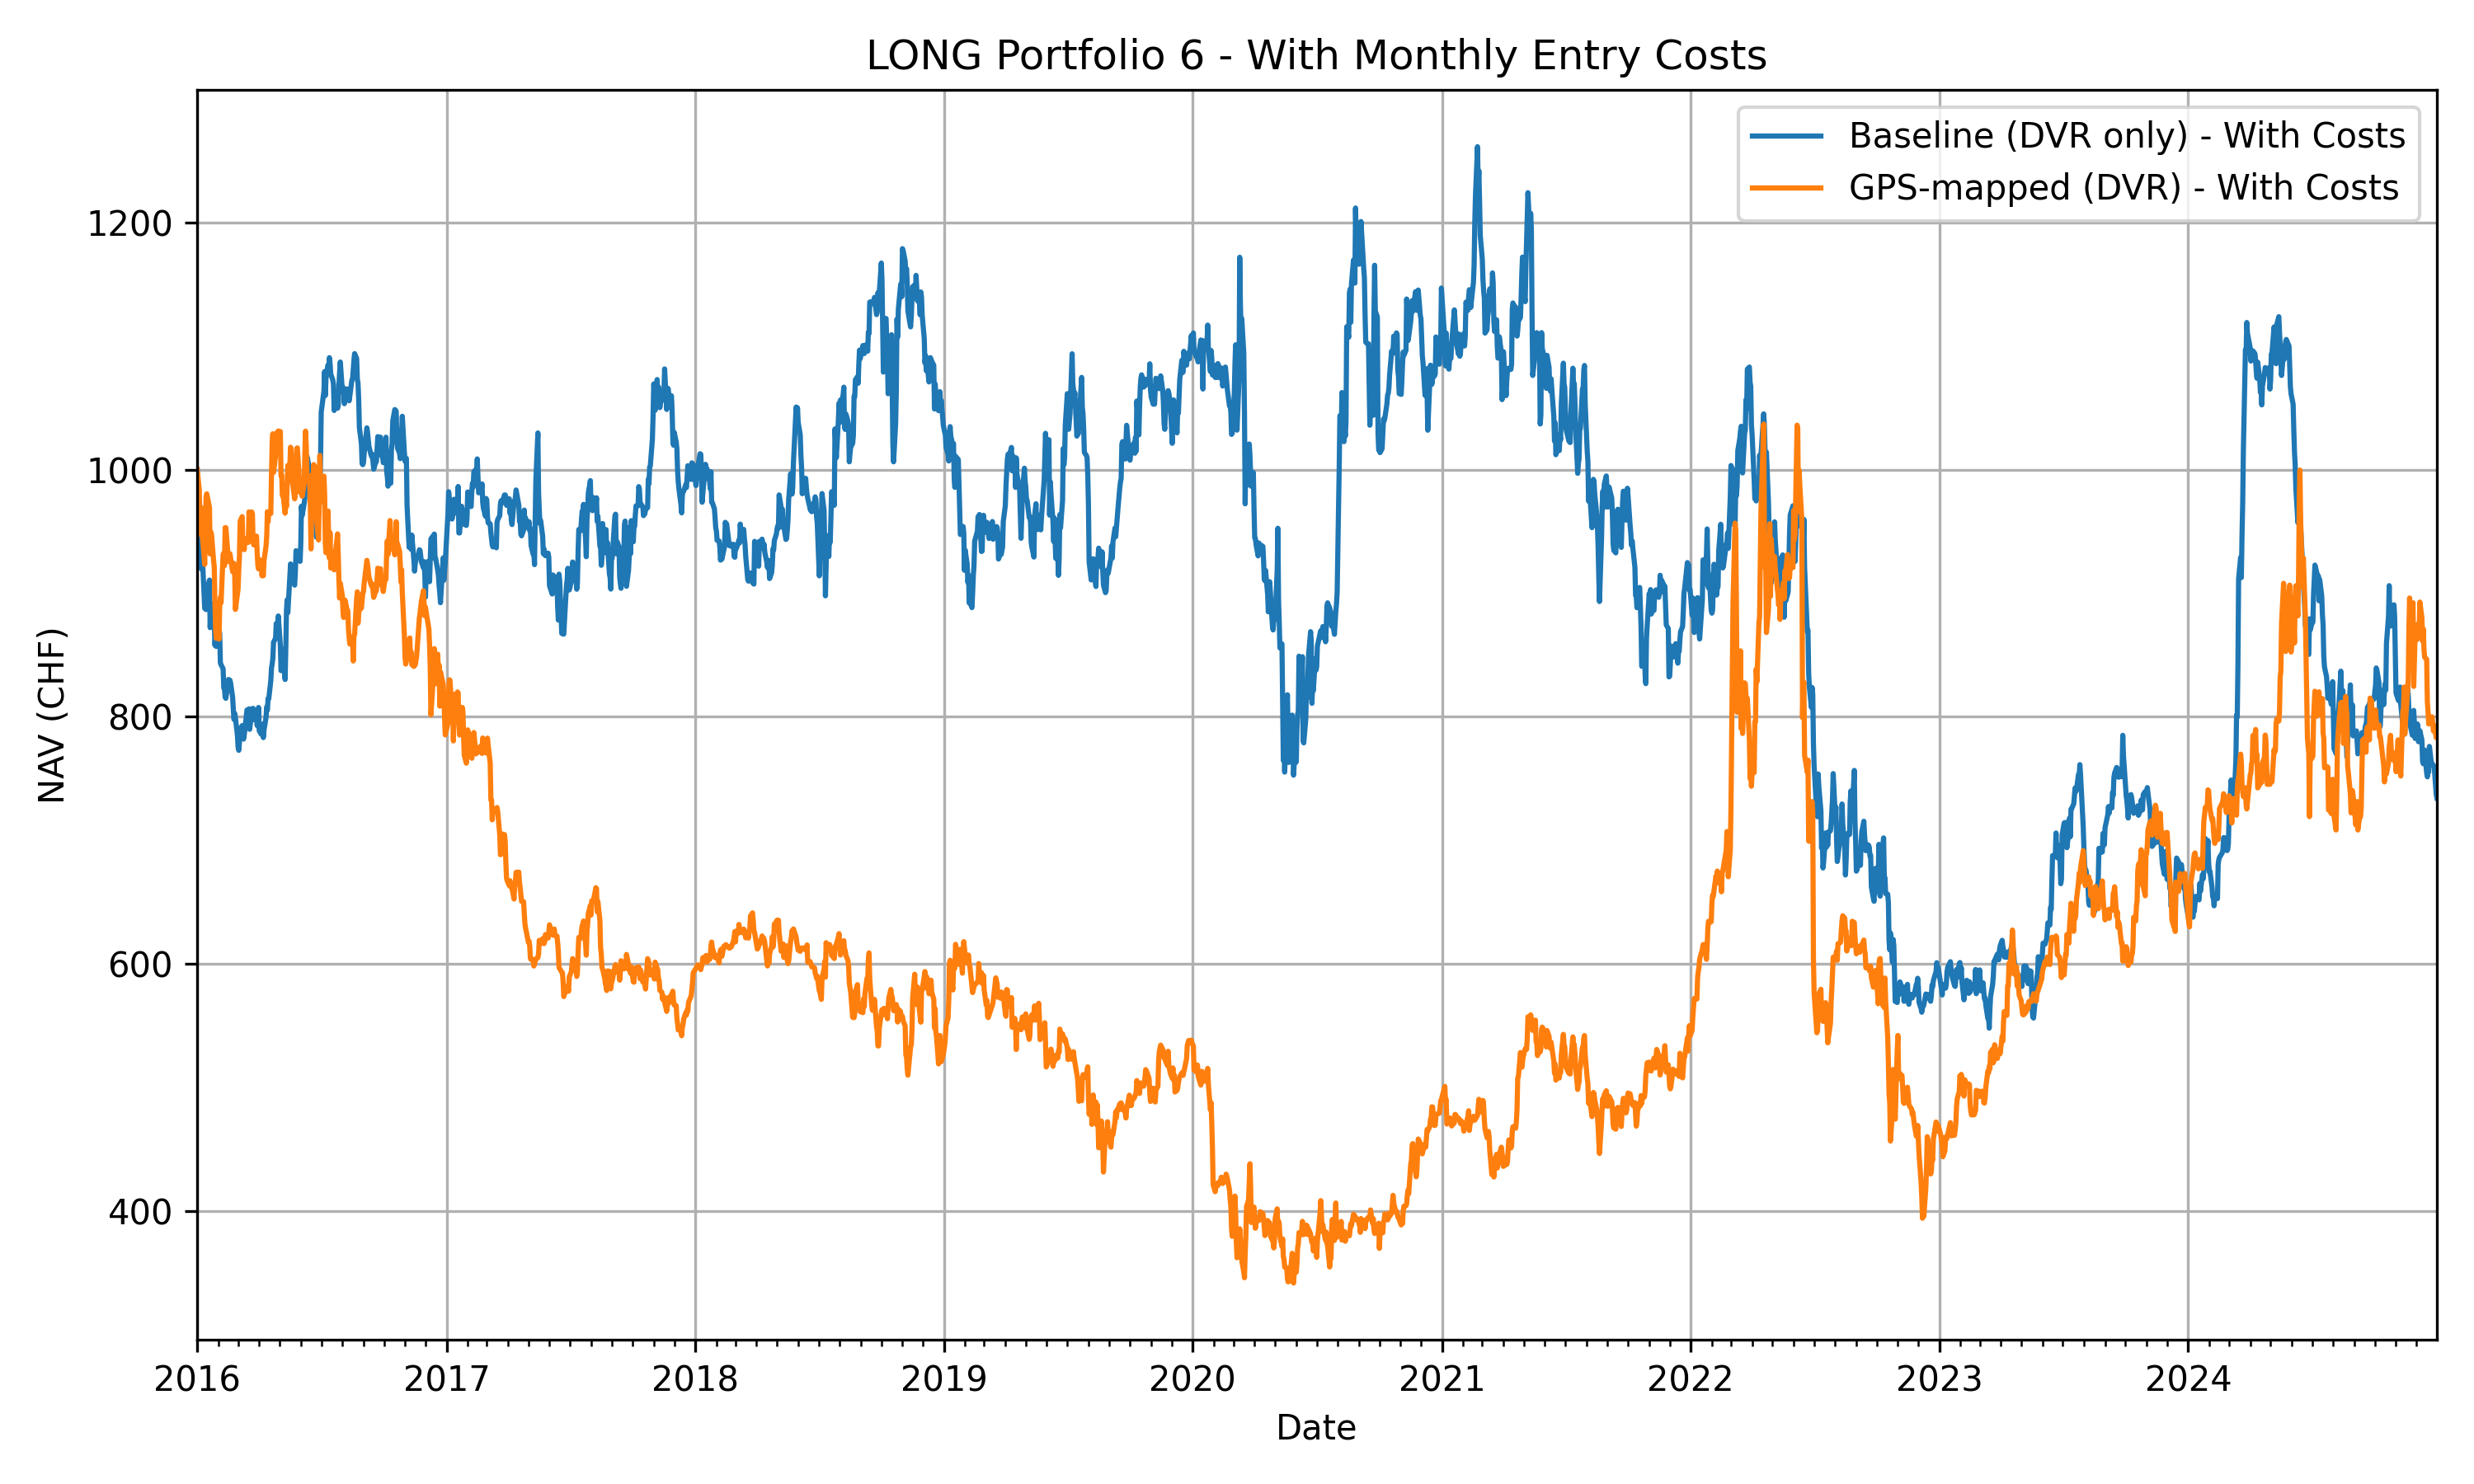 LONG Portfolio 6 - With Monthly Entry Costs
Baseline (DVR only) - With Costs
GPS-mapped (DVR) - With Costs
NAV (CHF)
1200
1000
800
600
400
2016 2017 2018 2019 2020 2021 2022 2023 2024
Date